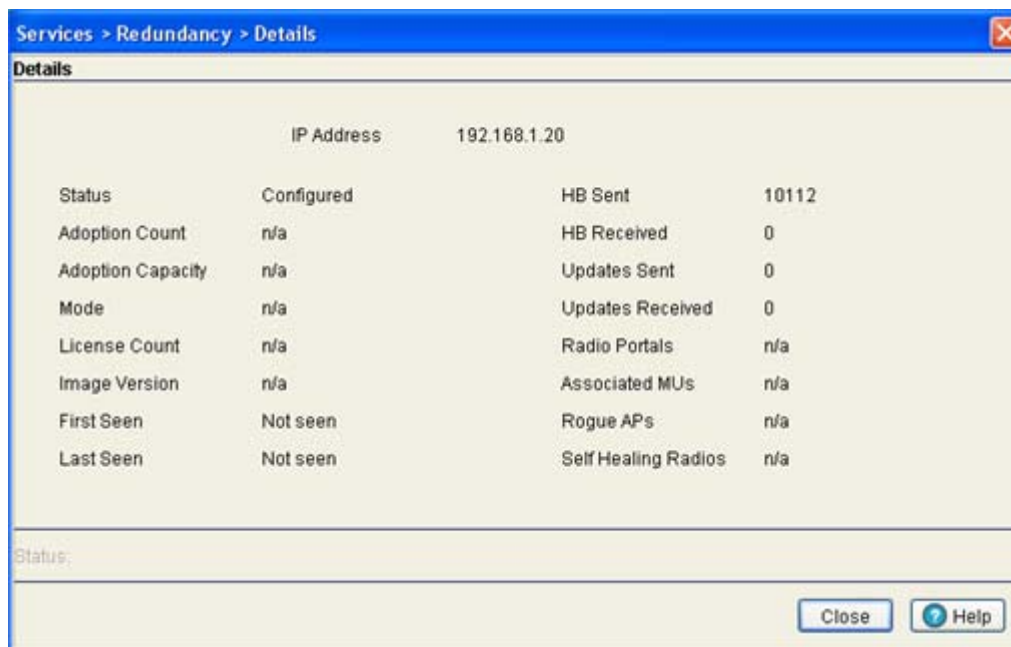 Services > Redundancy > Details
Details
IP Address 192.168.1.20
Status Configured HB Sent 10112
Adoption Count n/a HB Received 0
Adoption Capacity n/a Updates Sent 0
Mode n/a Updates Received 0
License Count n/a Radio Portals n/a
Image Version n/a Associated MUs n/a
First Seen Not seen Rogue APs n/a
Last Seen Not seen Self Healing Radios n/a
Status:
Close Help